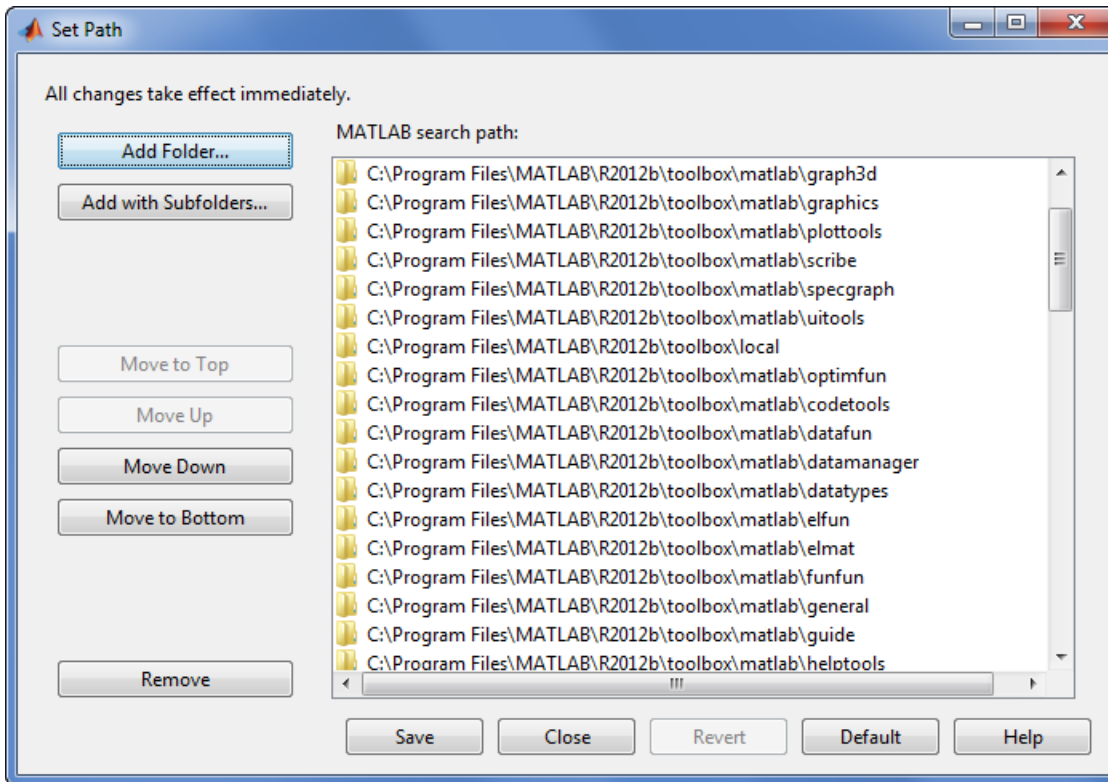 Set Path
All changes take effect immediately.
Add Folder...
Add with Subfolders...
Move to Top
Move Up
Move Down
Move to Bottom
Remove
MATLAB search path:
C:\Program Files\MATLAB\R2012b\toolbox\matlab\graph3d
C:\Program Files\MATLAB\R2012b\toolbox\matlab\graphics
C:\Program Files\MATLAB\R2012b\toolbox\matlab\plottools
C:\Program Files\MATLAB\R2012b\toolbox\matlab\scribe
C:\Program Files\MATLAB\R2012b\toolbox\matlab\specgraph
C:\Program Files\MATLAB\R2012b\toolbox\matlab\uitools
C:\Program Files\MATLAB\R2012b\toolbox\local
C:\Program Files\MATLAB\R2012b\toolbox\matlab\optimfun
C:\Program Files\MATLAB\R2012b\toolbox\matlab\codetools
C:\Program Files\MATLAB\R2012b\toolbox\matlab\datafun
C:\Program Files\MATLAB\R2012b\toolbox\matlab\datamanager
C:\Program Files\MATLAB\R2012b\toolbox\matlab\datatypes
C:\Program Files\MATLAB\R2012b\toolbox\matlab\elfun
C:\Program Files\MATLAB\R2012b\toolbox\matlab\elmat
C:\Program Files\MATLAB\R2012b\toolbox\matlab\funfun
C:\Program Files\MATLAB\R2012b\toolbox\matlab\general
C:\Program Files\MATLAB\R2012b\toolbox\matlab\guide
C:\Program Files\MATLAB\R2012b\toolbox\matlab\helptools
Save
Close
Revert
Default
Help